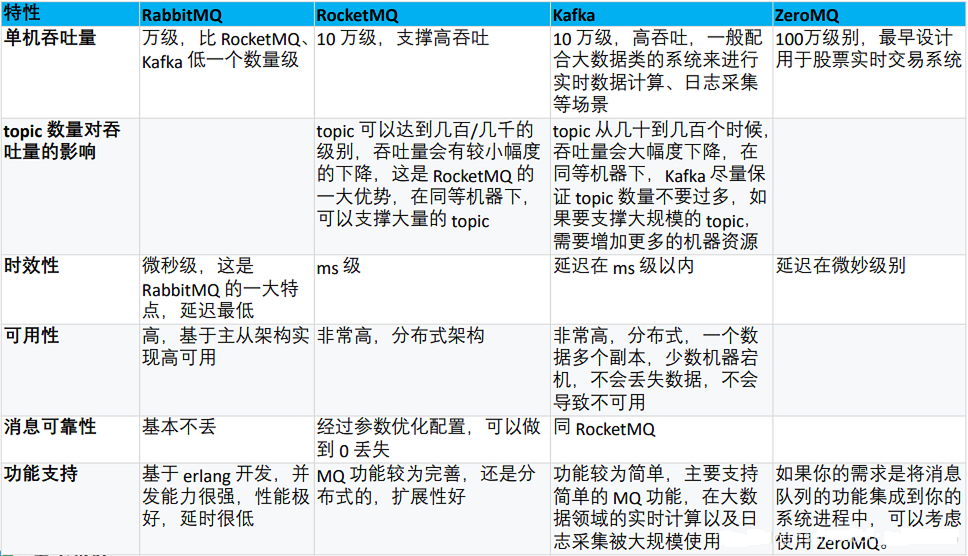 特性 RabbitMQ RocketMQ Kafka ZeroMQ
单机吞吐量
万级，比 RocketMQ、
Kafka 低一个数量级
10 万级，支撑高吞吐
10 万级，高吞吐，一般配
合大数据类的系统来进行
实时数据计算、日志采集
等场景
100万级别，最早设计
用于股票实时交易系统
topic 数量对吞
吐量的影响
topic 可以达到几百/几千的
级别，吞吐量会有较小幅度
的下降，这是 RocketMQ 的
一大优势，在同等机器下，
可以支撑大量的 topic
topic 从几十到几百个时候，
吞吐量会大幅度下降，在
同等机器下，Kafka 尽量保
证 topic 数量不要过多，如
果要支撑大规模的 topic，
需要增加更多的机器资源
时效性
微秒级，这是
RabbitMQ 的一大特
点，延迟最低
ms 级
延迟在 ms 级以内
延迟在微妙级别
可用性
高，基于主从架构实
现高可用
非常高，分布式架构
非常高，分布式，一个数
据多个副本，少数机器宕
机，不会丢失数据，不会
导致不可用
消息可靠性
基本不丢
经过参数优化配置，可以做
到 0 丢失
同 RocketMQ
功能支持
基于 erlang 开发，并
发能力很强，性能极
好，延时很低
MQ 功能较为完善，还是分
布式的，扩展性好
功能较为简单，主要支持
简单的 MQ 功能，在大数
据领域的实时计算以及日
志采集被大规模使用
如果你的需求是将消息
队列的功能集成到你的
系统进程中，可以考虑
使用 ZeroMQ。